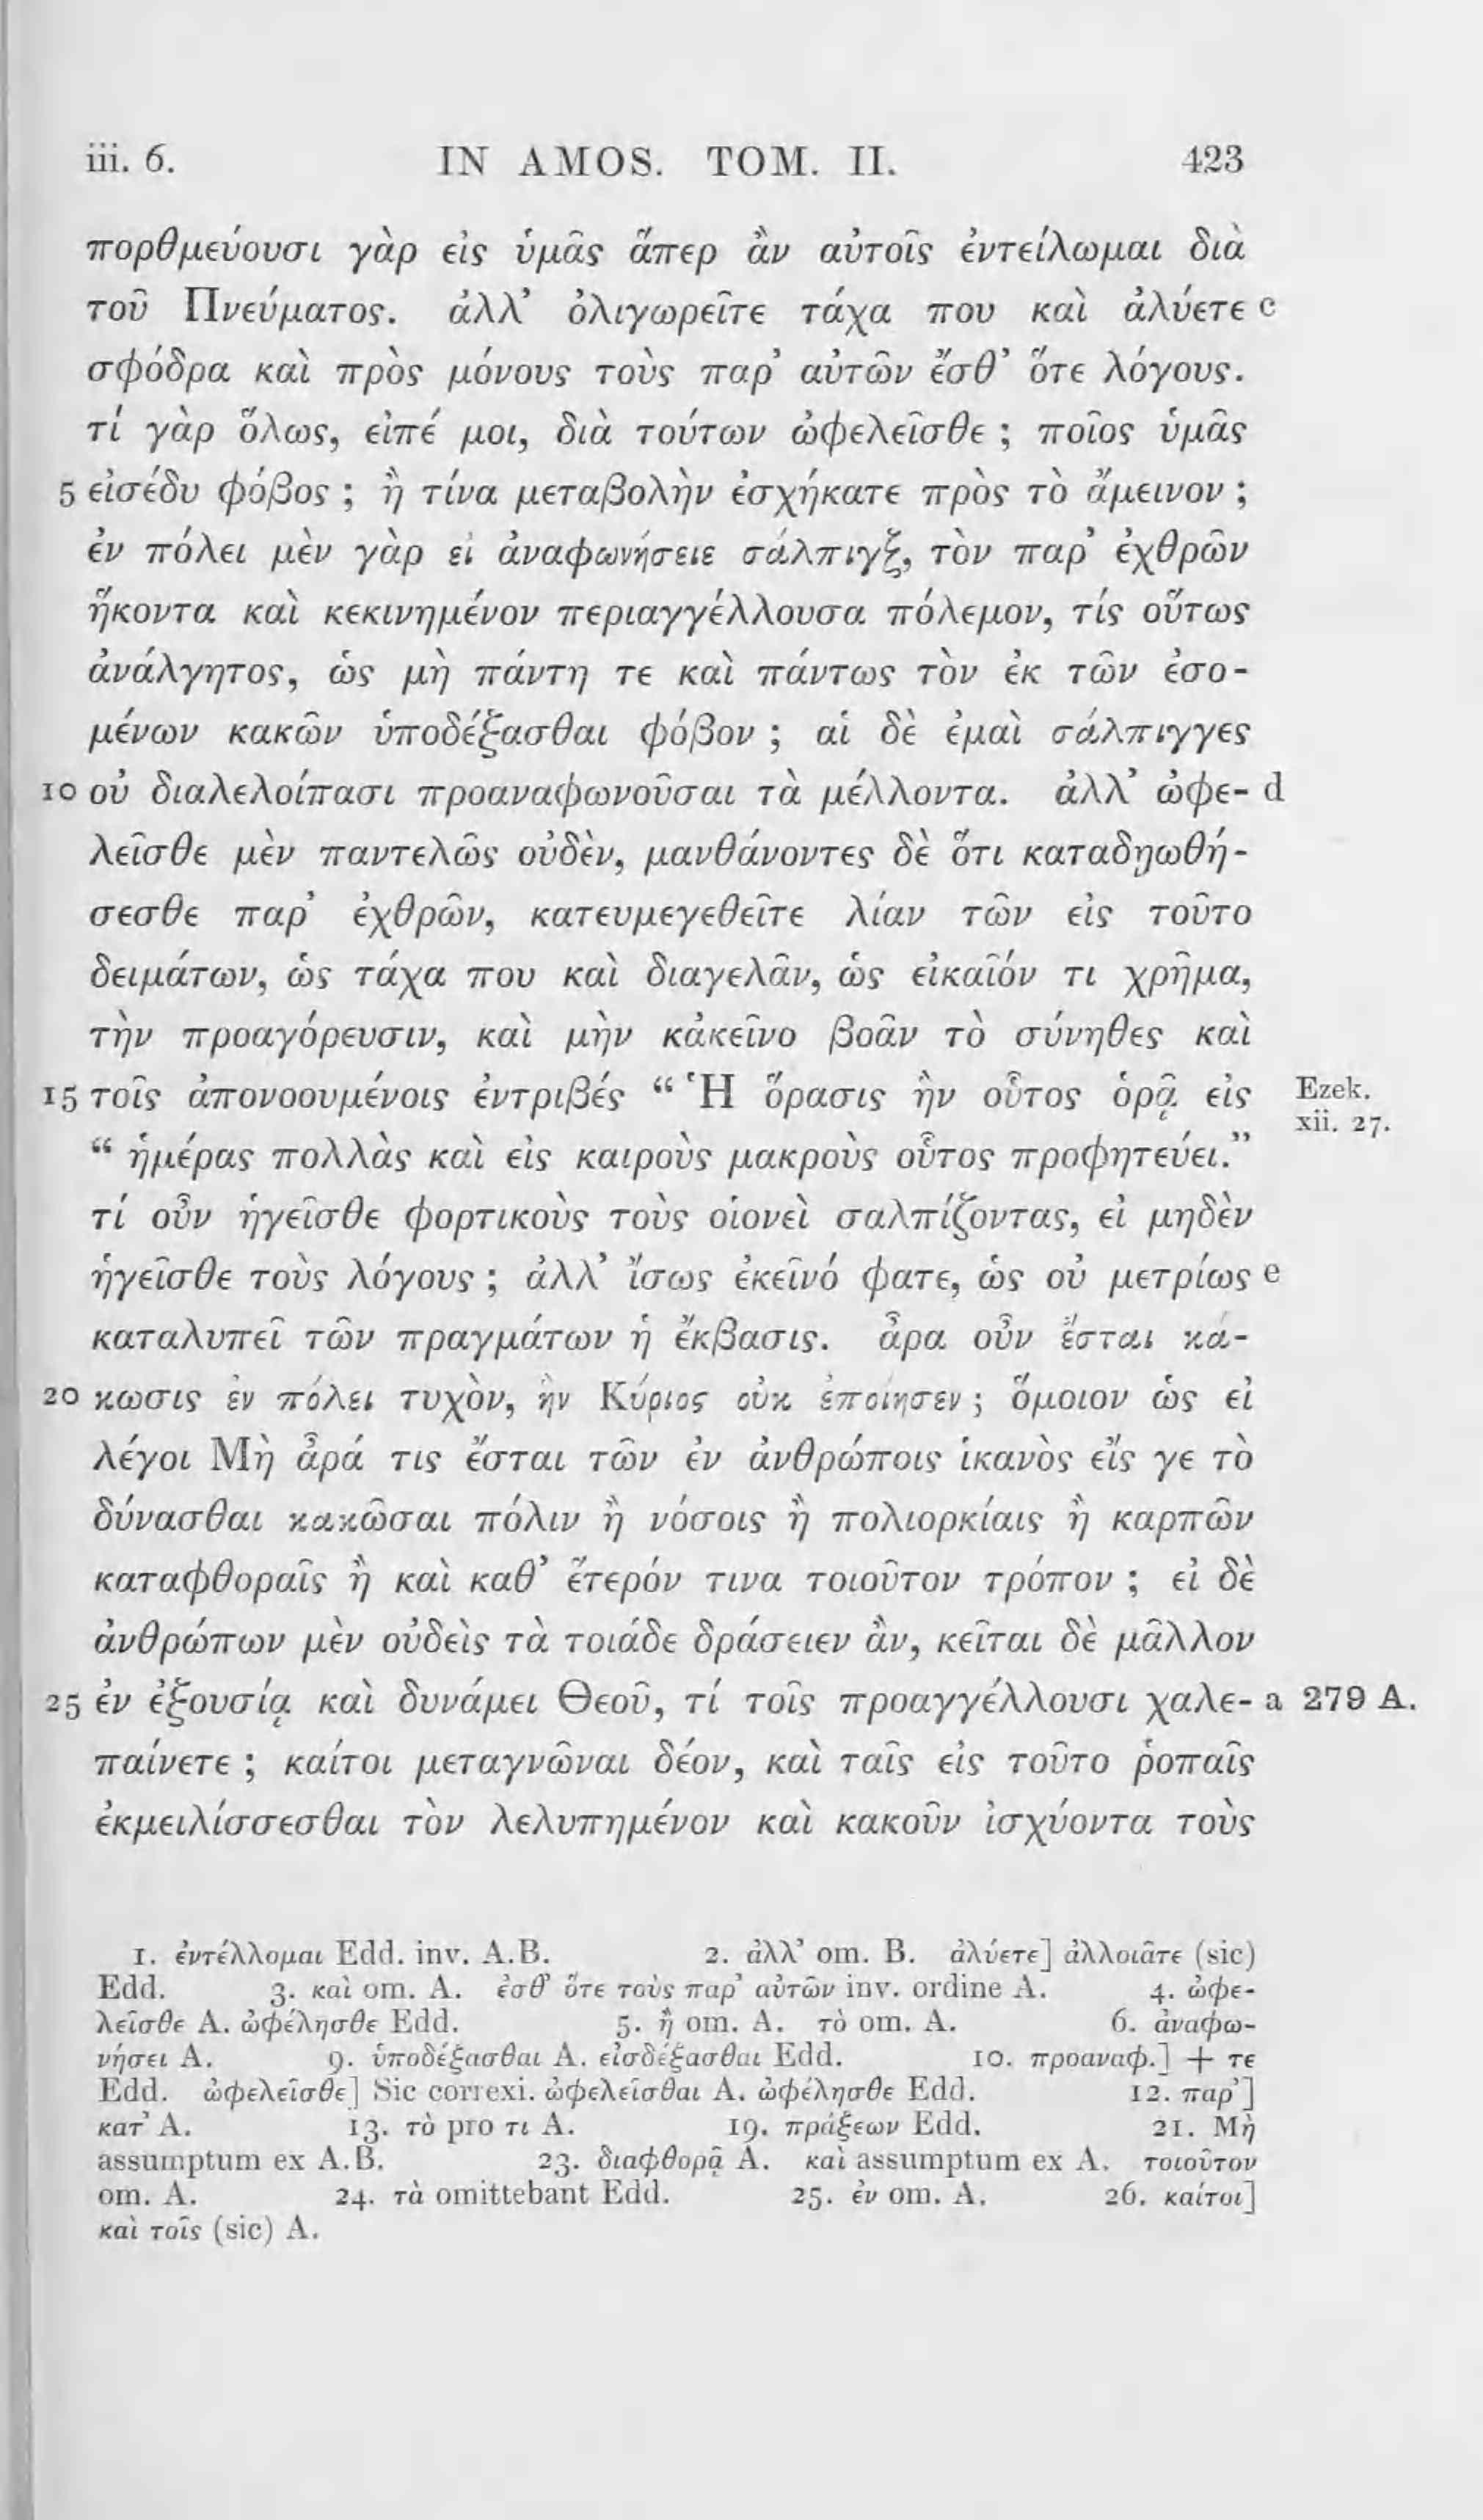 iii. 6. IN AMOS. TOM. II. 423
πορθμεύουσι γὰρ εἰς ὑμᾶς ἅπερ ἂν αὐτοῖς ἐντείλωμαι διὰ
τοῦ Πνεύματος. ἀλλ’ ὀλιγωρεῖτε τάχα που καὶ ἀλύετε c
σφόδρα καὶ πρὸς μόνους τοὺς παρ’ αὐτῶν ἔσθ’ ὅτε λόγους.
τί γὰρ ὅλως, εἰπέ μοι, διὰ τούτων ὠφελεῖσθε ; ποῖος ὑμᾶς
5 εἰσέδυ φόβος ; ἢ τίνα μεταβολὴν ἐσχήκατε πρὸς τὸ ἄμεινον ;
ἐν πόλει μὲν γὰρ εἰ ἀναφωνήσειε σάλπιγξ, τὸν παρ’ ἐχθρῶν
ἥκοντα καὶ κεκινημένον περιαγγέλλουσα πόλεμον, τίς οὕτως
ἀνάλγητος, ὡς μὴ πάντη τε καὶ πάντως τὸν ἐκ τῶν ἐσο-
μένων κακῶν ὑποδέξασθαι φόβον ; αἱ δὲ ἐμαὶ σάλπιγγες
10 οὐ διαλελοίπασι προαναφωνοῦσαι τὰ μέλλοντα. ἀλλ’ ὠφε- d
λεῖσθε μὲν παντελῶς οὐδὲν, μανθάνοντες δὲ ὅτι καταδῃωθή-
σεσθε παρ’ ἐχθρῶν, κατευμεγεθεῖτε λίαν τῶν εἰς τοῦτο
δειμάτων, ὡς τάχα που καὶ διαγελᾶν, ὡς εἰκαῖόν τι χρῆμα,
τὴν προαγόρευσιν, καὶ μὴν κἀκεῖνο βοᾶν τὸ σύνηθες καὶ
15 τοῖς ἀπονοουμένοις ἐντριβές “ Ἡ ὅρασις ἣν οὗτος ὁρᾷ εἰς Ezek.
xii. 27.
“ ἡμέρας πολλὰς καὶ εἰς καιροὺς μακροὺς οὗτος προφητεύει.”
τί οὖν ἡγεῖσθε φορτικοὺς τοὺς οἱονεὶ σαλπίζοντας, εἰ μηδὲν
ἡγεῖσθε τοὺς λόγους ; ἀλλ’ ἴσως ἐκεῖνό φατε, ὡς οὐ μετρίως e
καταλυπεῖ τῶν πραγμάτων ἡ ἔκβασις. ἆρα οὖν ἔσται κά-
20 κωσις ἐν πόλει τυχὸν, ἣν Κύριος οὐκ ἐποίησεν ; ὅμοιον ὡς εἰ
λέγοι Μὴ ἆρά τις ἔσται τῶν ἐν ἀνθρώποις ἱκανὸς εἴς γε τὸ
δύνασθαι κακῶσαι πόλιν ἢ νόσοις ἢ πολιορκίαις ἢ καρπῶν
καταφθοραῖς ἢ καὶ καθ’ ἕτερόν τινα τοιοῦτον τρόπον ; εἰ δὲ
ἀνθρώπων μὲν οὐδεὶς τὰ τοιάδε δράσειεν ἂν, κεῖται δὲ μᾶλλον
25 ἐν ἐξουσίᾳ καὶ δυνάμει Θεοῦ, τί τοῖς προαγγέλλουσι χαλε- a 279 A.
παίνετε ; καίτοι μεταγνῶναι δέον, καὶ ταῖς εἰς τοῦτο ῥοπαῖς
ἐκμειλίσσεσθαι τὸν λελυπημένον καὶ κακοῦν ἰσχύοντα τοὺς
1. ἐντέλλομαι Edd. inv. A.B. 2. ἀλλ’ om. B. ἀλύετε] ἀλλοιᾶτε (sic)
Edd. 3. καὶ om. A. ἐσθ’ ὅτε τοὺς παρ’ αὐτῶν inv. ordine A. 4. ὠφε-
λεῖσθε A. ὠφέλησθε Edd. 5. ἢ om. A. τὸ om. A. 6. ἀναφω-
νήσει A. 9. ὑποδέξασθαι A. εἰσδέξασθαι Edd. 10. προαναφ.] + τε
Edd. ὠφελεῖσθε] Sic correxi. ὠφελεῖσθαι A. ὠφέλησθε Edd. 12. παρ’]
κατ’ A. 13. τὸ pro τι A. 19. πράξεων Edd. 21. Μὴ
assumptum ex A.B. 23. διαφθορᾷ A. καὶ assumptum ex A. τοιοῦτον
om. A. 24. τὰ omittebant Edd. 25. ἐν om. A. 26. καίτοι]
καὶ τοῖς (sic) A.